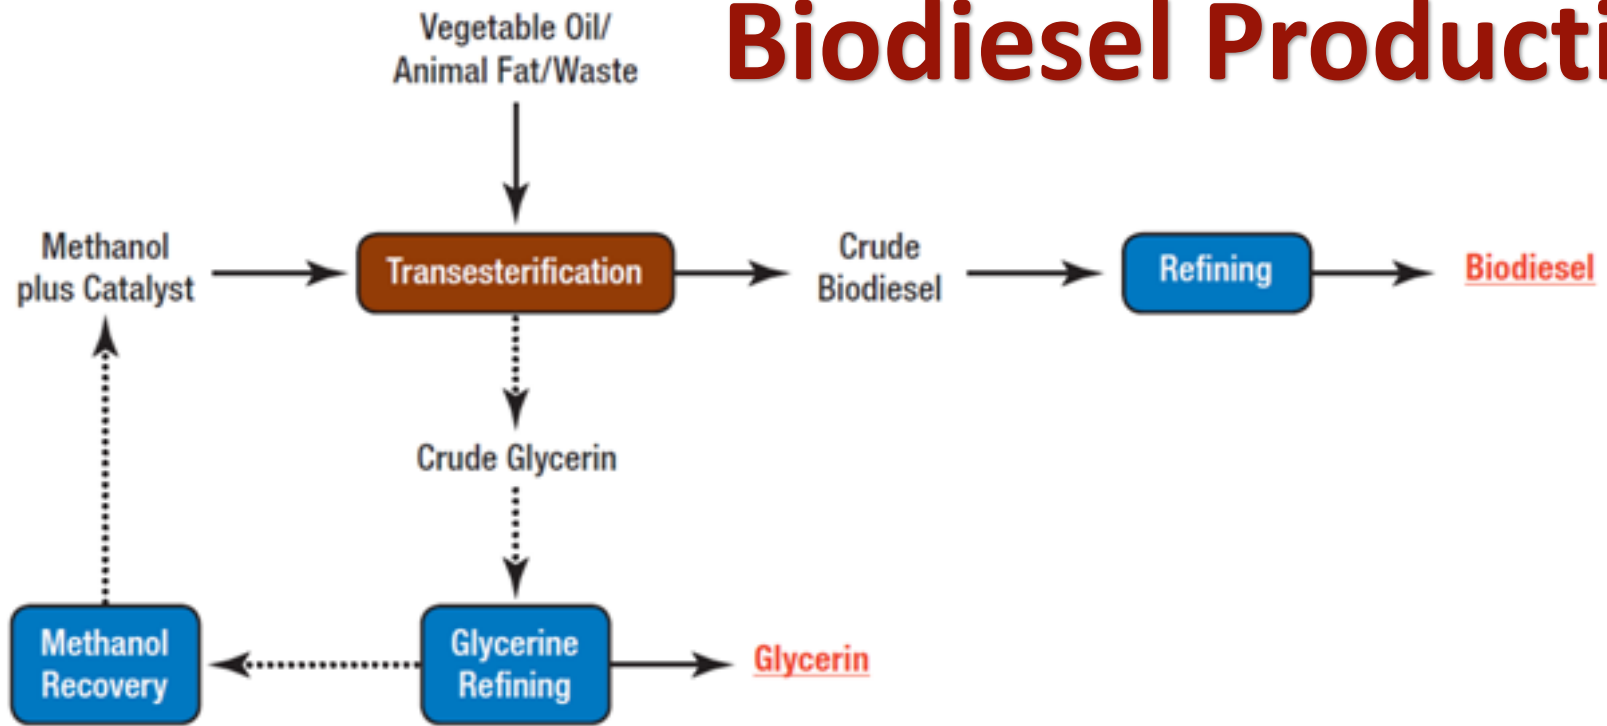 Biodiesel Producti
Vegetable Oil/
Animal Fat/Waste
Methanol
plus Catalyst
Transesterification
Crude
Biodiesel
Refining
Biodiesel
Crude Glycerin
Methanol
Recovery
Glycerine
Refining
Glycerin